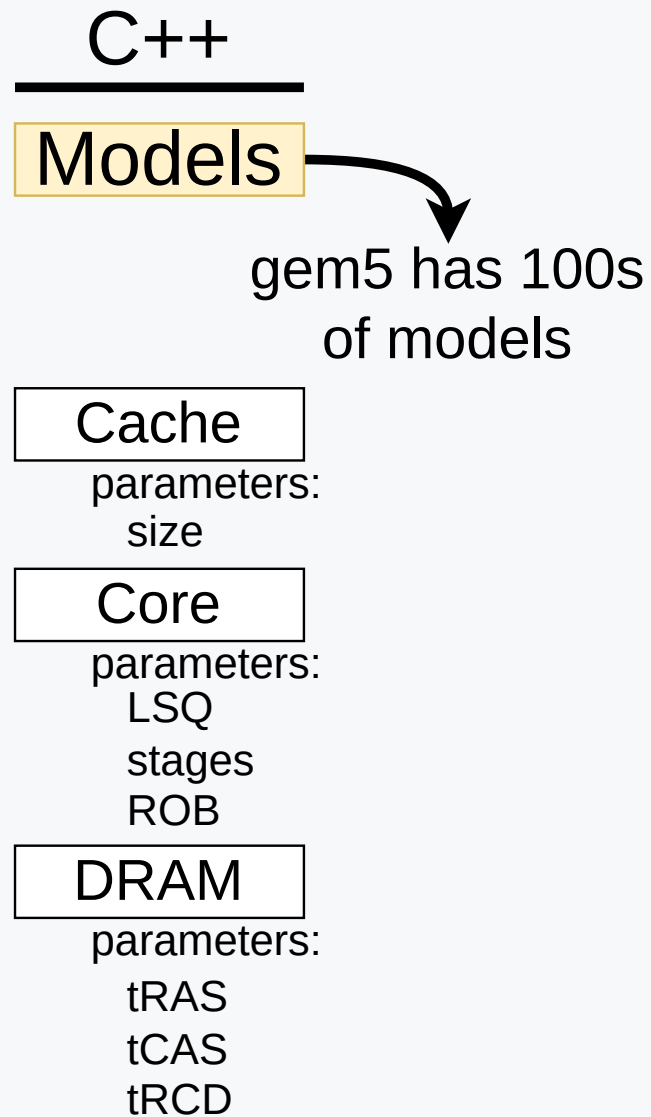 C++
Models
gem5 has 100s
of models
Cache
parameters:
size
Core
parameters:
LSQ
stages
ROB
DRAM
parameters:
tRAS
tCAS
tRCD